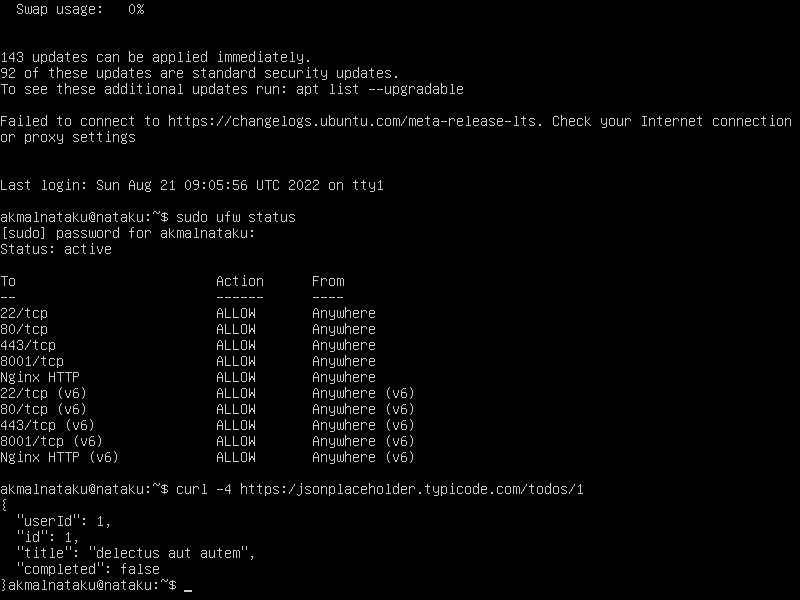 Swap usage:   0%
143 updates can be applied immediately.
92 of these updates are standard security updates.
To see these additional updates run: apt list --upgradable
Failed to connect to https://changelogs.ubuntu.com/meta-release-lts. Check your Internet connection
or proxy settings
Last login: Sun Aug 21 09:05:56 UTC 2022 on tty1
akmalnataku@nataku:~$ sudo ufw status
[sudo] password for akmalnataku:
Status: active
To                         Action      From
--                         ------      ----
22/tcp                     ALLOW       Anywhere
80/tcp                     ALLOW       Anywhere
443/tcp                    ALLOW       Anywhere
8001/tcp                   ALLOW       Anywhere
Nginx HTTP                 ALLOW       Anywhere
22/tcp (v6)                ALLOW       Anywhere (v6)
80/tcp (v6)                ALLOW       Anywhere (v6)
443/tcp (v6)               ALLOW       Anywhere (v6)
8001/tcp (v6)              ALLOW       Anywhere (v6)
Nginx HTTP (v6)            ALLOW       Anywhere (v6)
akmalnataku@nataku:~$ curl -4 https:/jsonplaceholder.typicode.com/todos/1
{
  "userId": 1,
  "id": 1,
  "title": "delectus aut autem",
  "completed": false
}akmalnataku@nataku:~$ _